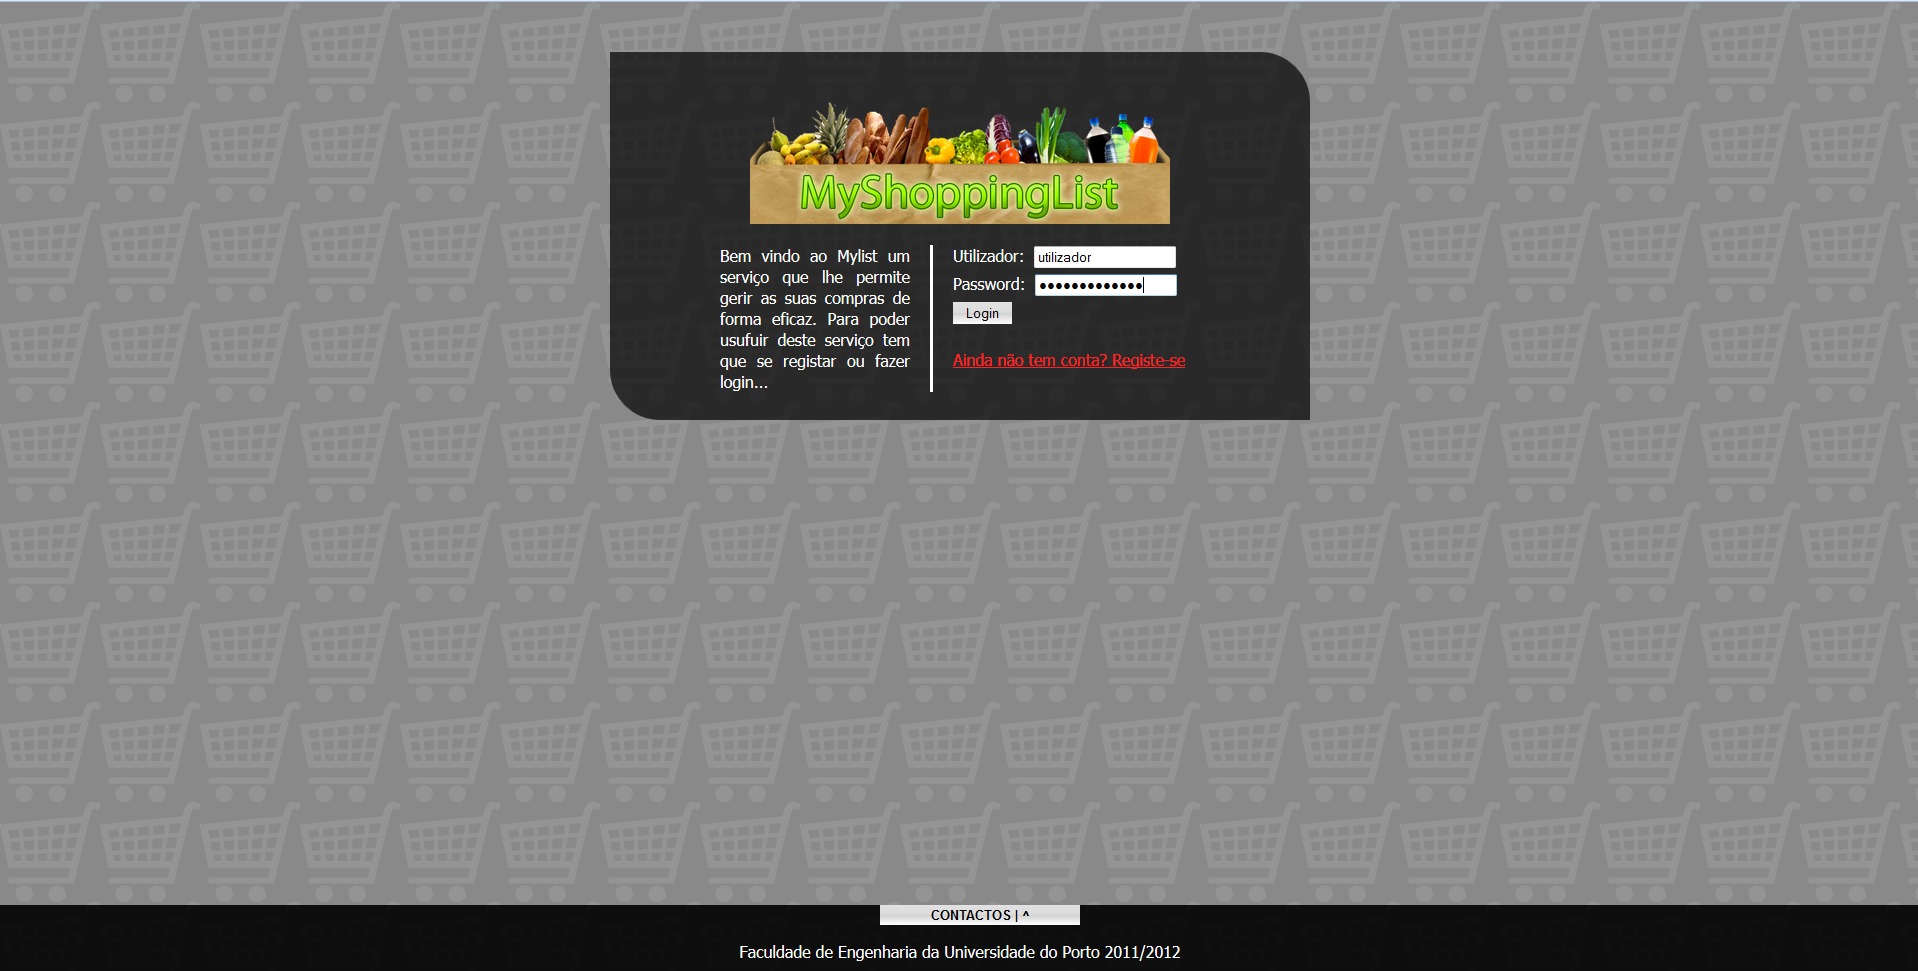 MyShoppingList
Bem vindo ao Mylist um
serviço que lhe permite
gerir as suas compras de
forma eficaz. Para poder
usufuir deste serviço tem
que se registar ou fazer
login...
Utilizador: utilizador
Password: •••••••••••••
Login
Ainda não tem conta? Registe-se
CONTACTOS | ^
Faculdade de Engenharia da Universidade do Porto 2011/2012